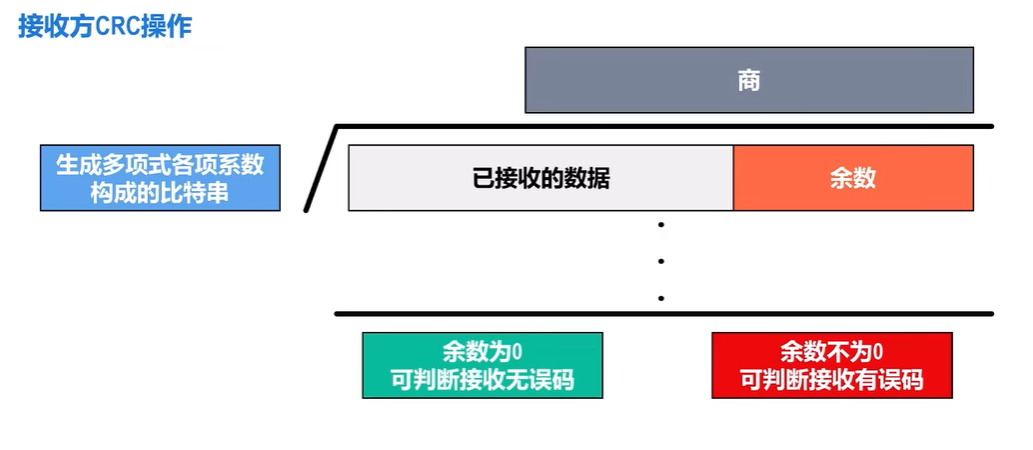 接收方CRC操作
商
生成多项式各项系数
构成的比特串
已接收的数据
余数
余数为0
可判断接收无误码
余数不为0
可判断接收有误码